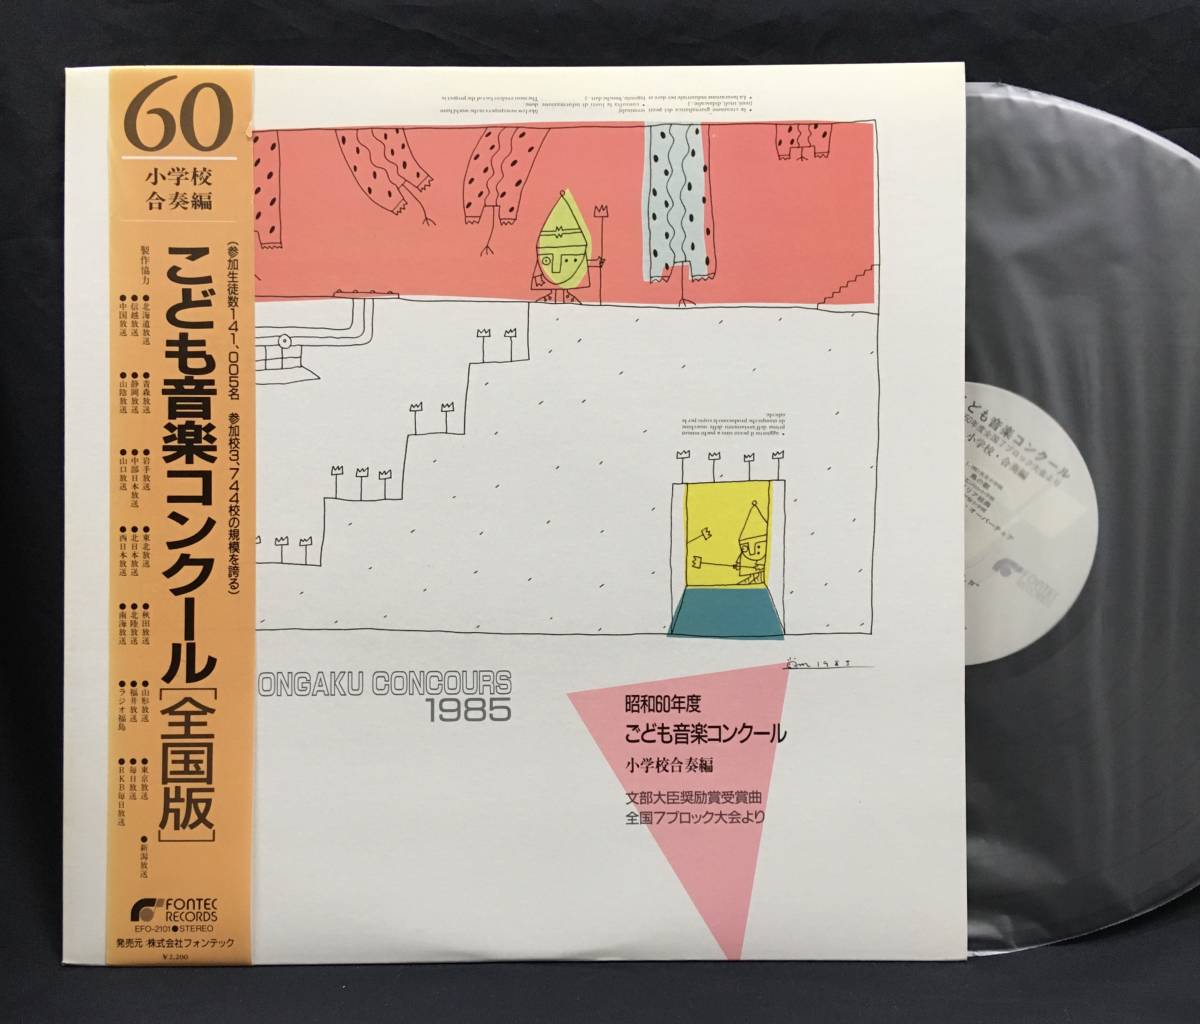 60
小学校
合奏編
(参加生徒数141,005名 参加校3,744校の規模を誇る)
こども音楽コンクール[全国版]
製作協力
●北海道放送 ●青森放送 ●岩手放送 ●東北放送 ●秋田放送 ●山形放送 ●東京放送 ●新潟放送
●信越放送 ●静岡放送 ●中部日本放送 ●北日本放送 ●北陸放送 ●福井放送 ●毎日放送
●中国放送 ●山陰放送 ●山口放送 ●西日本放送 ●南海放送 ●ラジオ福島 ●RKB毎日放送
FONTEC
RECORDS
EFO-2101●STEREO
発売元:株式会社フォンテック
¥2,200
ONGAKU CONCOURS
1985
1985
昭和60年度
こども音楽コンクール
小学校合奏編
文部大臣奨励賞受賞曲
全国7ブロック大会より
こども音楽コンクール
小学校・合奏編
FONTEC
RECORDS